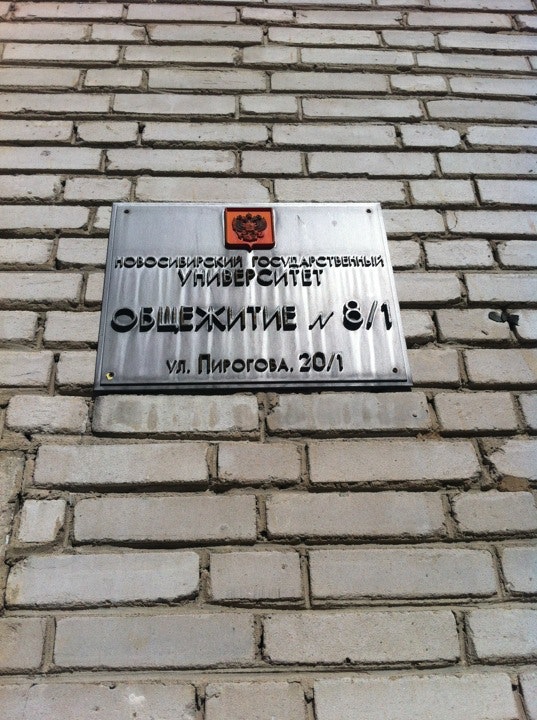 НОВОСИБИРСКИЙ ГОСУДАРСТВЕННЫЙ
УНИВЕРСИТЕТ
ОБЩЕЖИТИЕ № 8/1
УЛ. ПИРОГОВА, 20/1